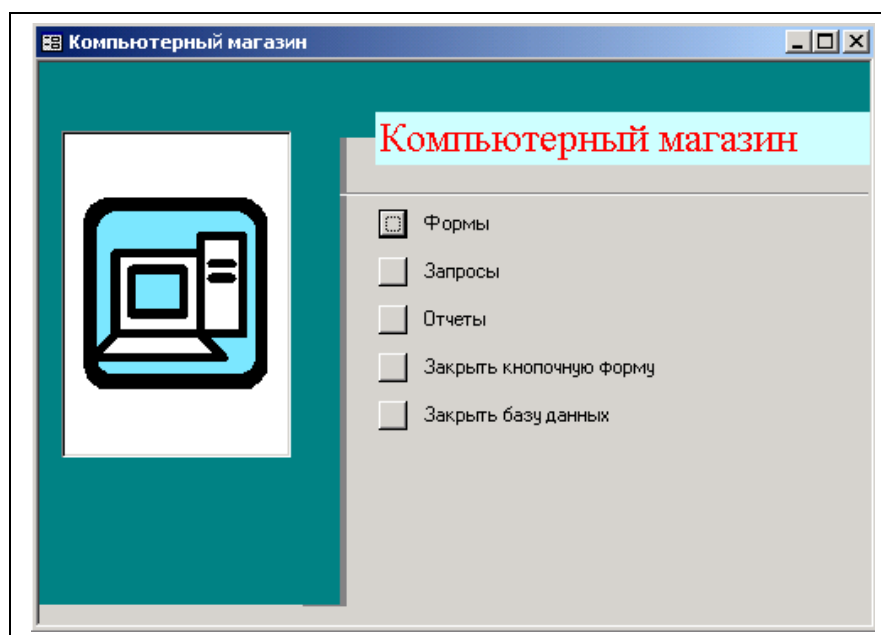 Компьютерный магазин
Компьютерный магазин
Формы
Запросы
Отчеты
Закрыть кнопочную форму
Закрыть базу данных